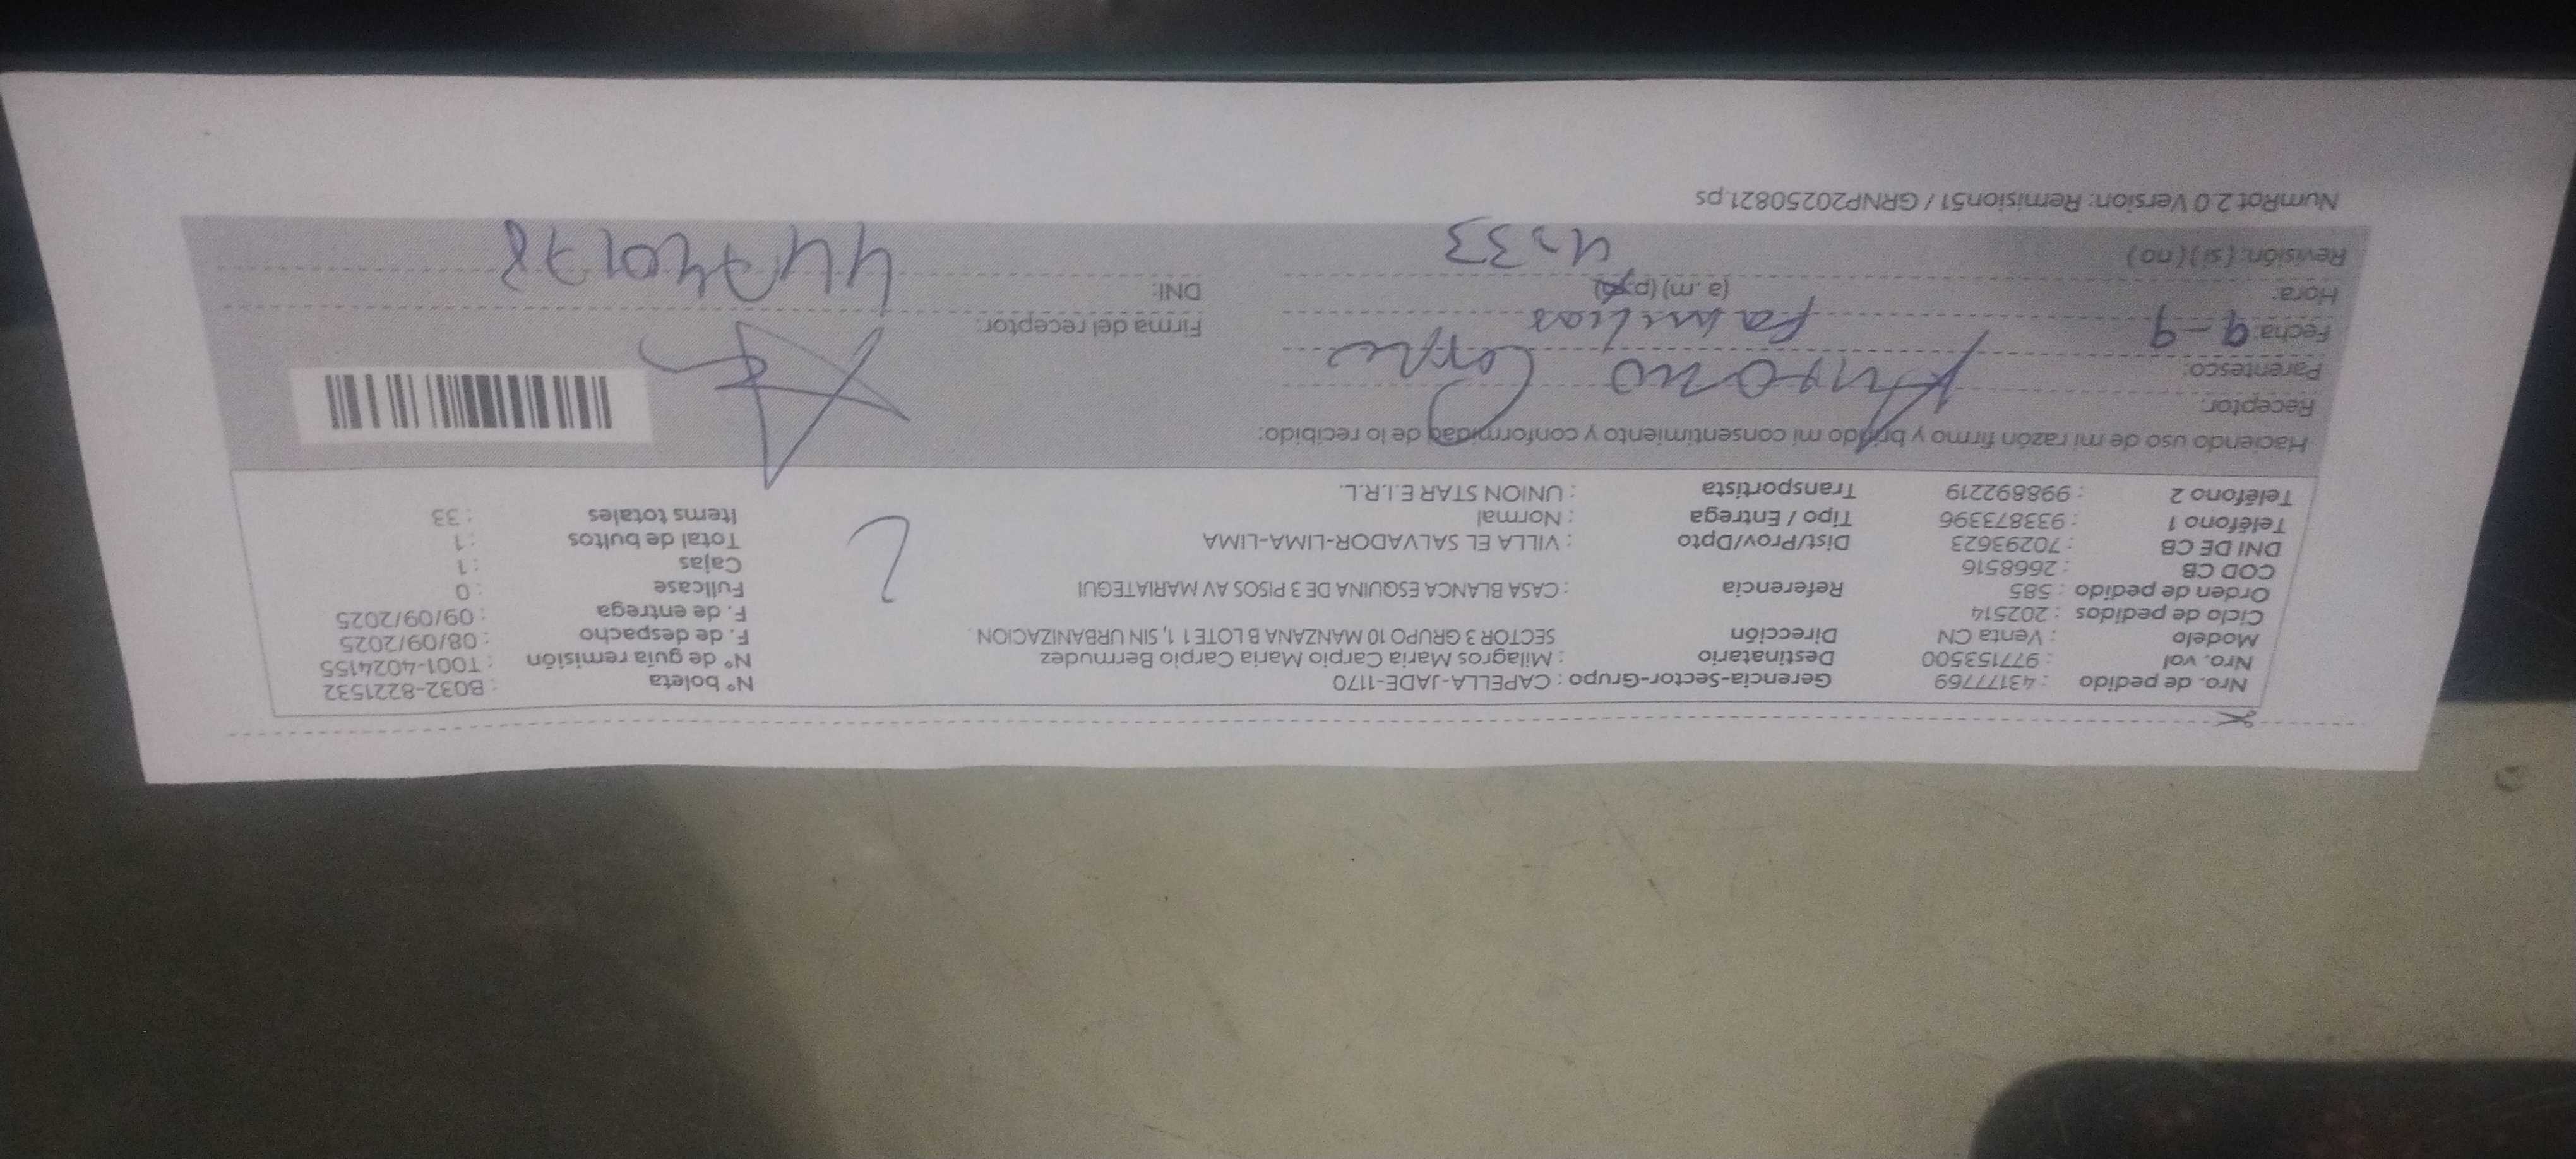 Nro. de pedido : 43177769 Gerencia-Sector-Grupo : CAPELLA-JADE-1170 N° boleta : B032-8221532
Nro. val : 977153500 Destinatario : Milagros Maria Carpio Maria Carpio Bermudez N° de guía remisión : T001-4024155
Modelo : Venta CN Dirección SECTOR 3 GRUPO 10 MANZANA B LOTE 1 1, SIN URBANIZACION. F. de despacho : 08/09/2025
Ciclo de pedidos : 202514 F. de entrega : 09/09/2025
Orden de pedido : 585 Referencia : CASA BLANCA ESQUINA DE 3 PISOS AV MARIATEGUI Fullcase : 0
COD CB : 2668516 Cajas : 1
DNI DE CB : 70293623 Dist/Prov/Dpto : VILLA EL SALVADOR-LIMA-LIMA Total de bultos : 1
Teléfono 1 : 933873396 Tipo / Entrega : Normal Items totales : 33
Teléfono 2 : 998892219 Transportista : UNION STAR E.I.R.L.
Haciendo uso de mi razón firmo y brindo mi consentimiento y conformidad de lo recibido:
Receptor:
Parentesco:
Fecha: 9-9 familias Firma del receptor:
Hora: (a .m) (p.m) DNI: 44740178
Revisión: ( si ) ( no ) 4:33
NumRot 2.0 Version: Remision51 / GRNP20250821.ps